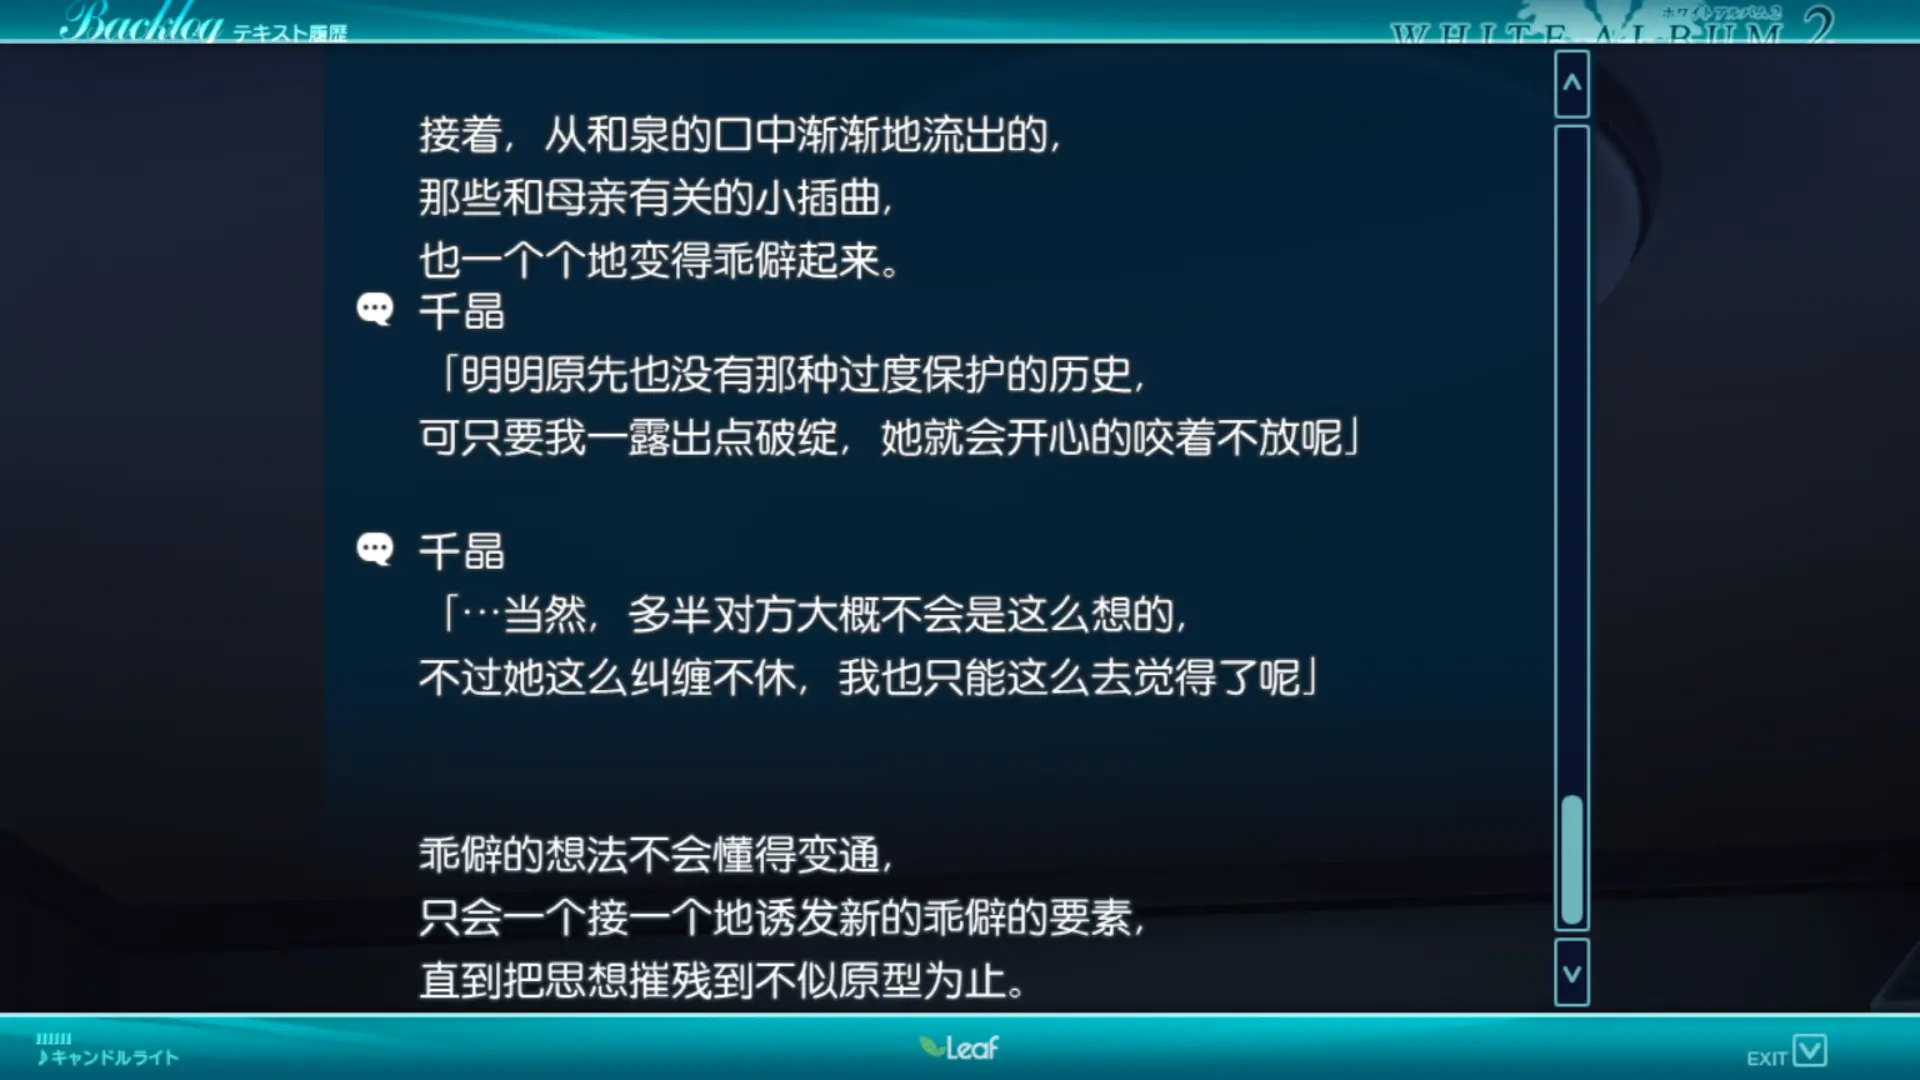 Backlog テキスト履歴
WHITE ALBUM 2
ホワイトアルバム2
接着，从和泉的口中渐渐地流出的，
那些和母亲有关的小插曲，
也一个个地变得乖僻起来。
千晶
「明明原先也没有那种过度保护的历史，
可只要我一露出点破绽，她就会开心的咬着不放呢」
千晶
「…当然，多半对方大概不会是这么想的，
不过她这么纠缠不休，我也只能这么去觉得了呢」
乖僻的想法不会懂得变通，
只会一个接一个地诱发新的乖僻的要素，
直到把思想摧残到不似原型为止。
♪キャンドルライト
Leaf
EXIT